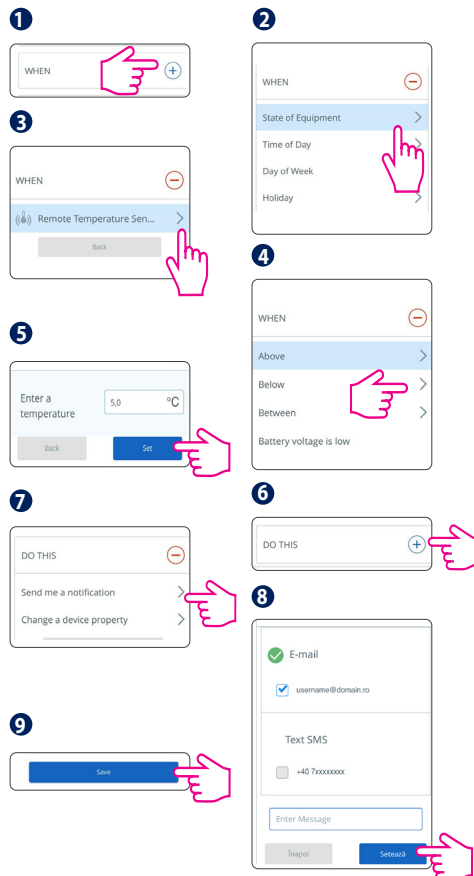 1
WHEN
2
WHEN
State of Equipment
Time of Day
Day of Week
Holiday
3
WHEN
Remote Temperature Sen...
Back
4
WHEN
Above
Below
Between
Battery voltage is low
5
Enter a
temperature
5,0 °C
Back Set
6
DO THIS
7
DO THIS
Send me a notification
Change a device property
8
E-mail
username@domain.ro
Text SMS
+40 7xxxxxxxx
Enter Message
Înapoi Setează
9
Save